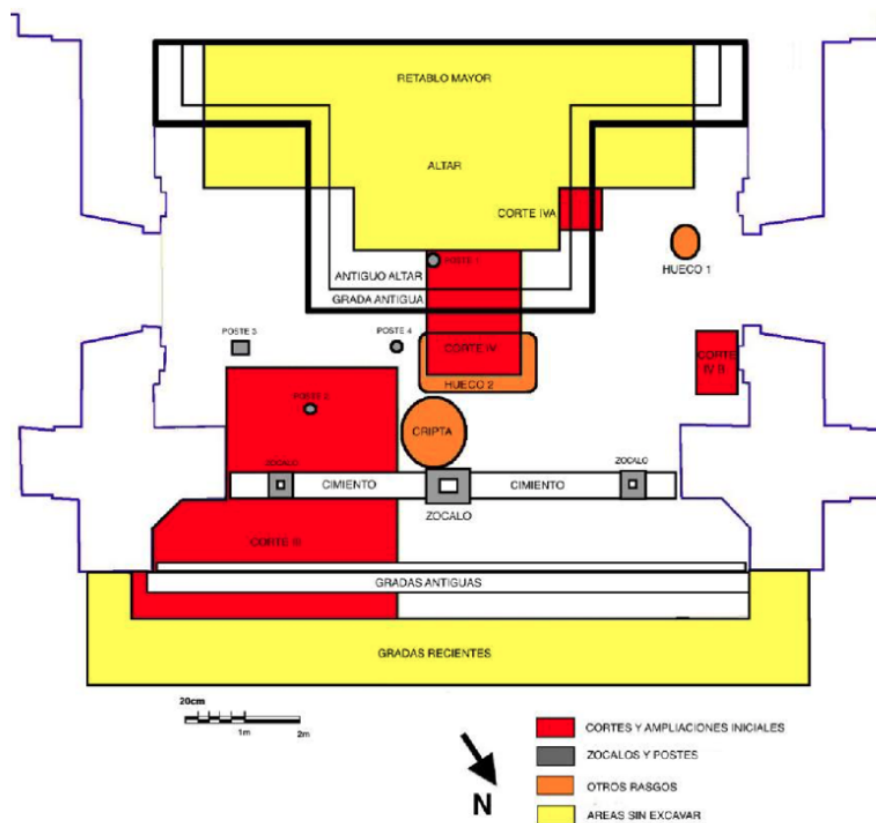 RETABLO MAYOR
ALTAR
CORTE IVA
POSTE 1
HUECO 1
ANTIGUO ALTAR
GRADA ANTIGUA
POSTE 3
POSTE 4
CORTE IV
CORTE
IV B
HUECO 2
POSTE 2
CRIPTA
ZOCALO
ZOCALO
CIMIENTO
CIMIENTO
ZOCALO
CORTE III
GRADAS ANTIGUAS
GRADAS RECIENTES
20cm
1m
2m
N
CORTES Y AMPLIACIONES INICIALES
ZOCALOS Y POSTES
OTROS RASGOS
AREAS SIN EXCAVAR